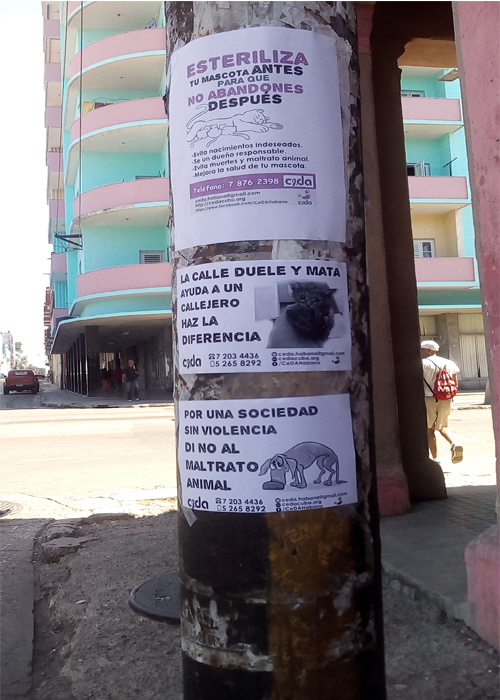 ESTERILIZA
TU MASCOTA ANTES
PARA QUE
NO ABANDONES
DESPUÉS
-Evita nacimientos indeseados.
-Se un dueño responsable.
-Evita muertes y maltrato animal.
-Mejora la salud de tu mascota.
Teléfono: 7 876 2398 ceda
ceda.habana@gmail.com
http://cedacuba.org
https://www.facebook.com/CeDAHabana
ceda
LA CALLE DUELE Y MATA
AYUDA A UN
CALLEJERO
HAZ LA
DIFERENCIA
ceda
7 203 4436
5 265 8292
ceda.habana@gmail.com
cedacuba.org
/CeDAHabana
POR UNA SOCIEDAD
SIN VIOLENCIA
DI NO AL
MALTRATO
ANIMAL
ceda
7 203 4436
5 265 8292
ceda.habana@gmail.com
cedacuba.org
/CeDAHabana